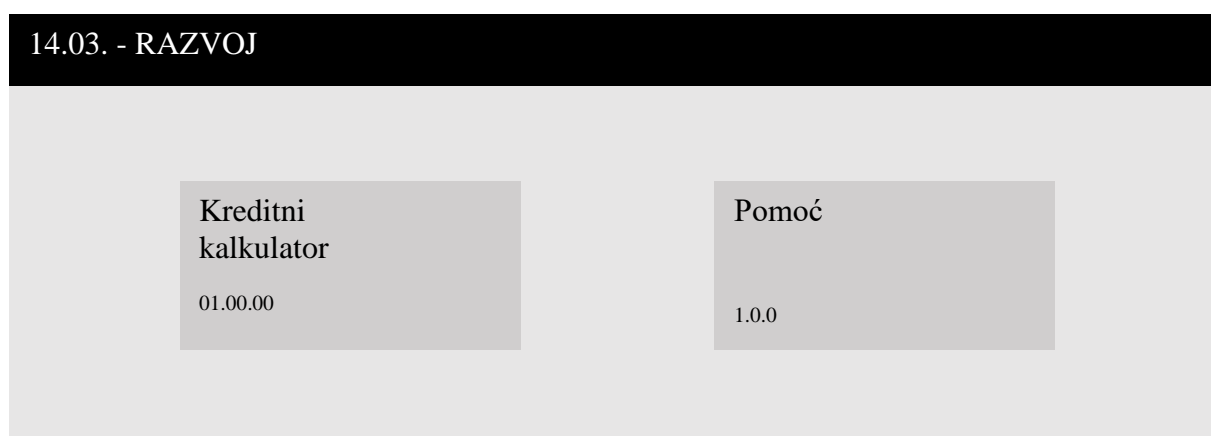 14.03. - RAZVOJ
Kreditni
kalkulator
01.00.00
Pomoć
1.0.0